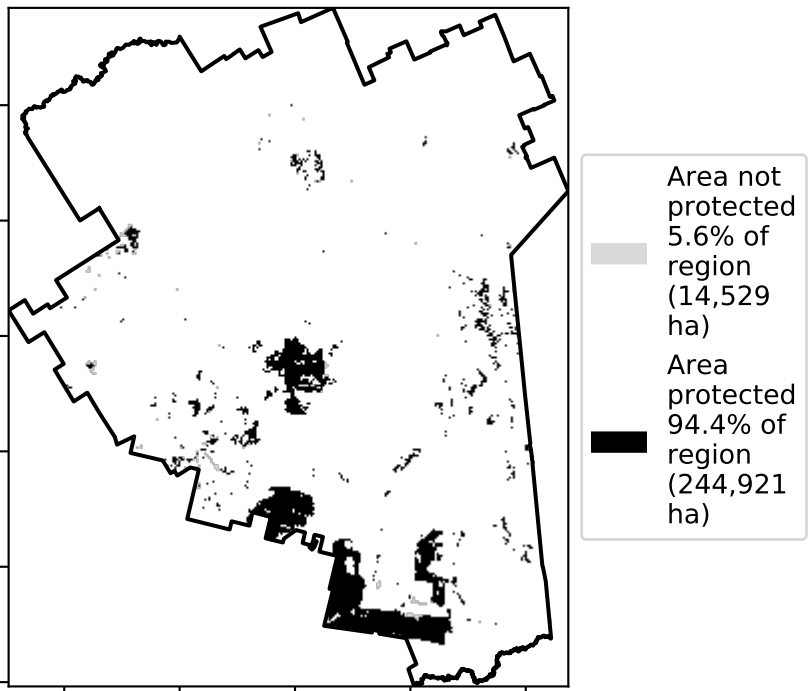 Area not
protected
5.6% of
region
(14,529
ha)
Area
protected
94.4% of
region
(244,921
ha)